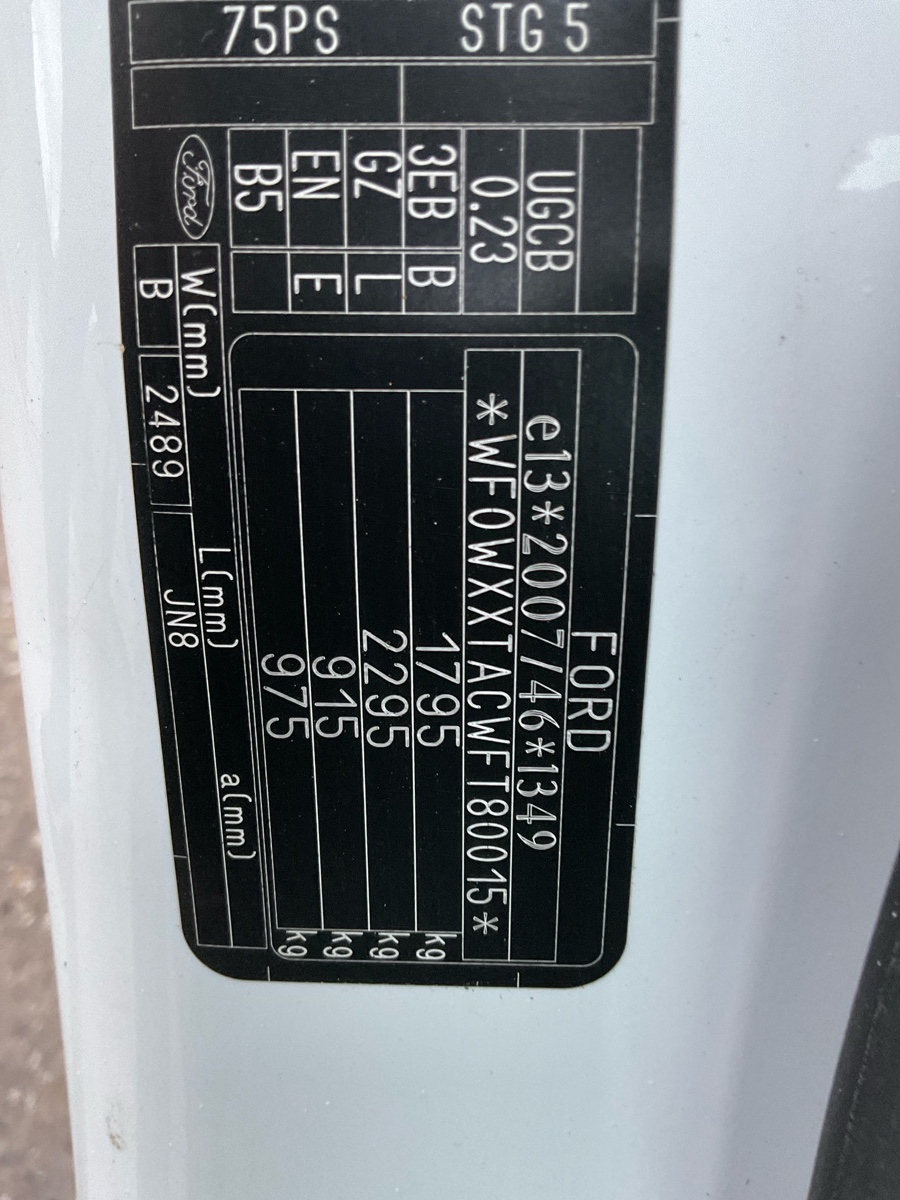 FORD
e13*2007/46*1349
*WF0WXXTACWFT80015*
1795 kg
2295 kg
915 kg
975 kg
UGCB
0.23
3EB B
GZ L
EN E
B5
Ford
W(mm) L(mm) a(mm)
B 2489 JN8
75PS STG 5